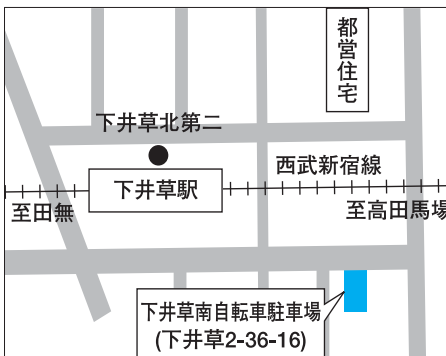 都営住宅
下井草北第二
西武新宿線
下井草駅
至田無
至高田馬場
下井草南自転車駐車場
(下井草2-36-16)